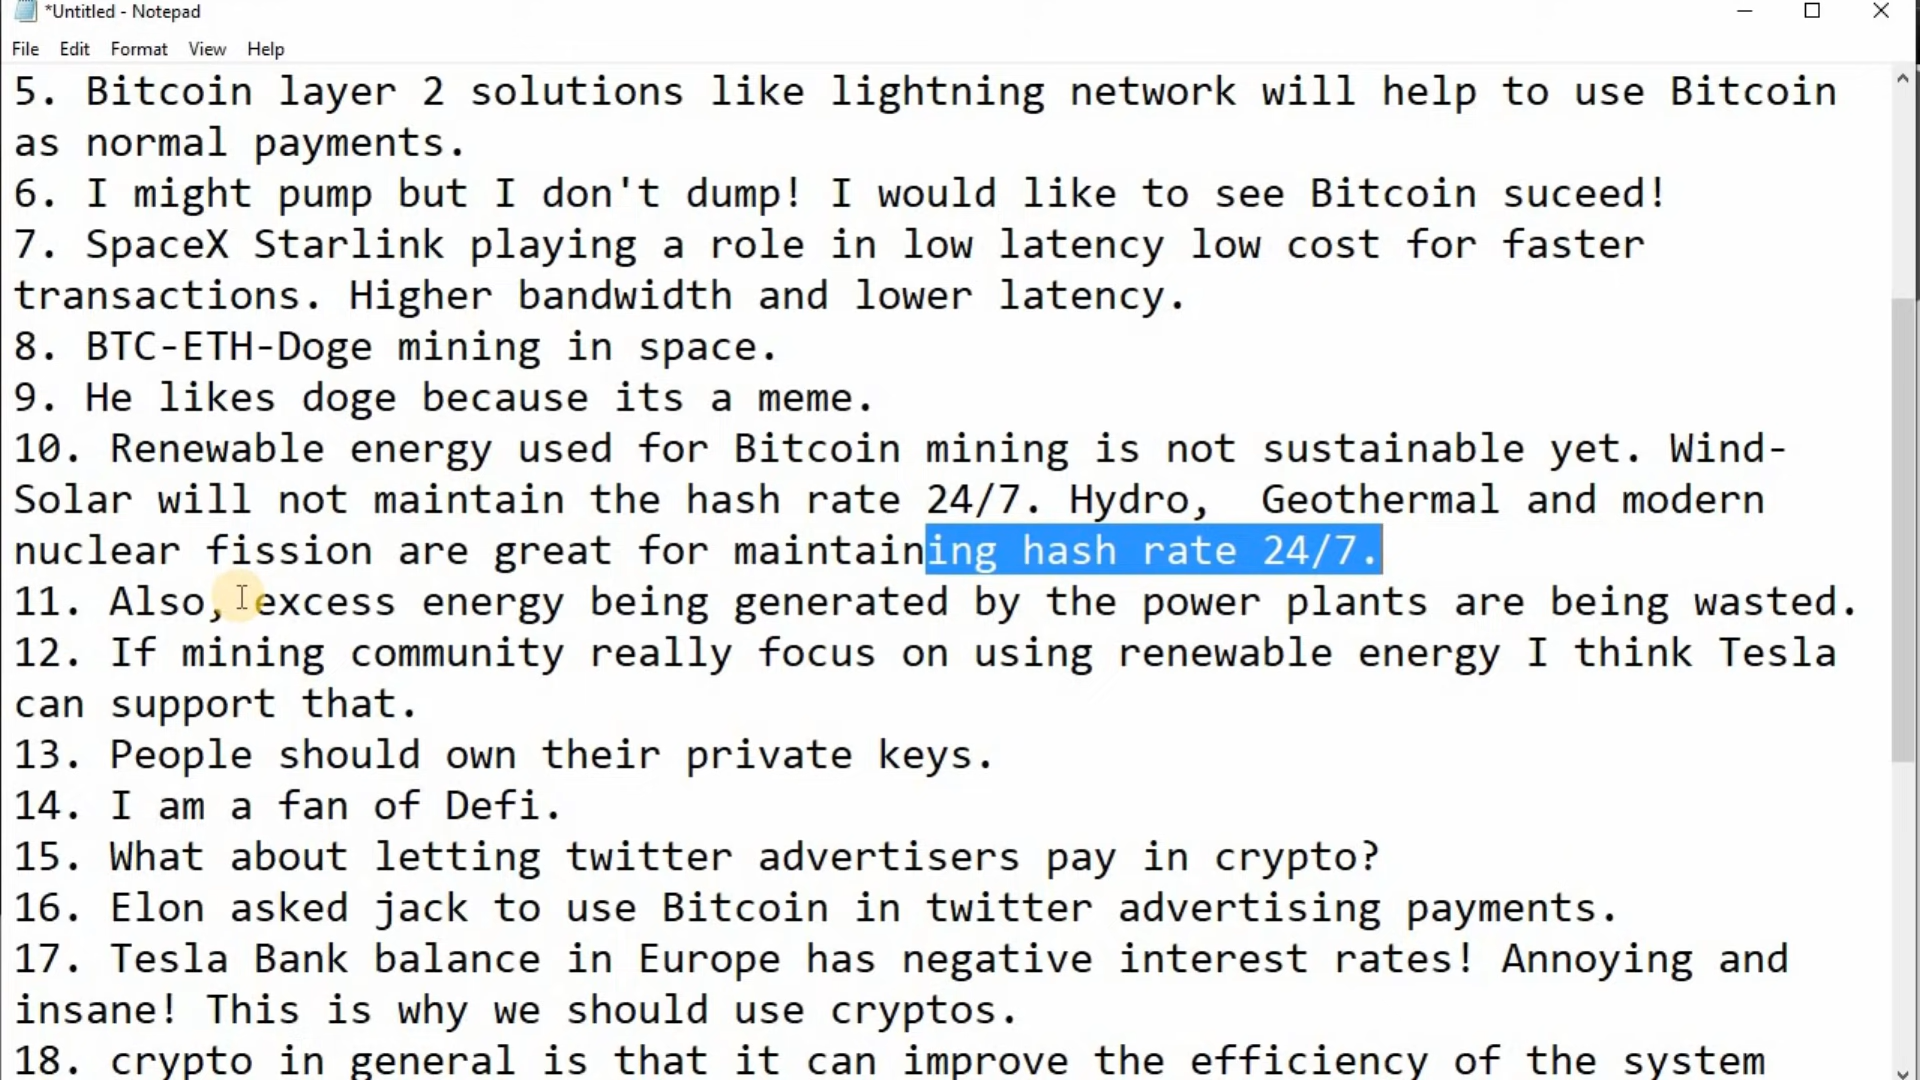 *Untitled - Notepad
File Edit Format View Help
5. Bitcoin layer 2 solutions like lightning network will help to use Bitcoin
as normal payments.
6. I might pump but I don't dump! I would like to see Bitcoin suceed!
7. SpaceX Starlink playing a role in low latency low cost for faster
transactions. Higher bandwidth and lower latency.
8. BTC-ETH-Doge mining in space.
9. He likes doge because its a meme.
10. Renewable energy used for Bitcoin mining is not sustainable yet. Wind-
Solar will not maintain the hash rate 24/7. Hydro,  Geothermal and modern
nuclear fission are great for maintaining hash rate 24/7.
11. Also, excess energy being generated by the power plants are being wasted.
12. If mining community really focus on using renewable energy I think Tesla
can support that.
13. People should own their private keys.
14. I am a fan of Defi.
15. What about letting twitter advertisers pay in crypto?
16. Elon asked jack to use Bitcoin in twitter advertising payments.
17. Tesla Bank balance in Europe has negative interest rates! Annoying and
insane! This is why we should use cryptos.
18. crypto in general is that it can improve the efficiency of the system